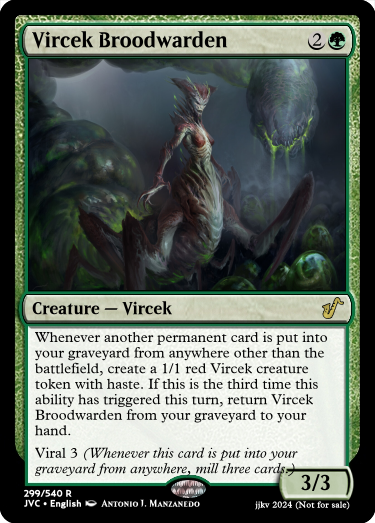 Vircek Broodwarden 2
Creature — Vircek
Whenever another permanent card is put into
your graveyard from anywhere other than the
battlefield, create a 1/1 red Vircek creature
token with haste. If this is the third time this
ability has triggered this turn, return Vircek
Broodwarden from your graveyard to your
hand.
Viral 3 (Whenever this card is put into your
graveyard from anywhere, mill three cards.)
3/3
299/540 R
JVC • English Antonio J. Manzanedo
jjkv 2024 (Not for sale)